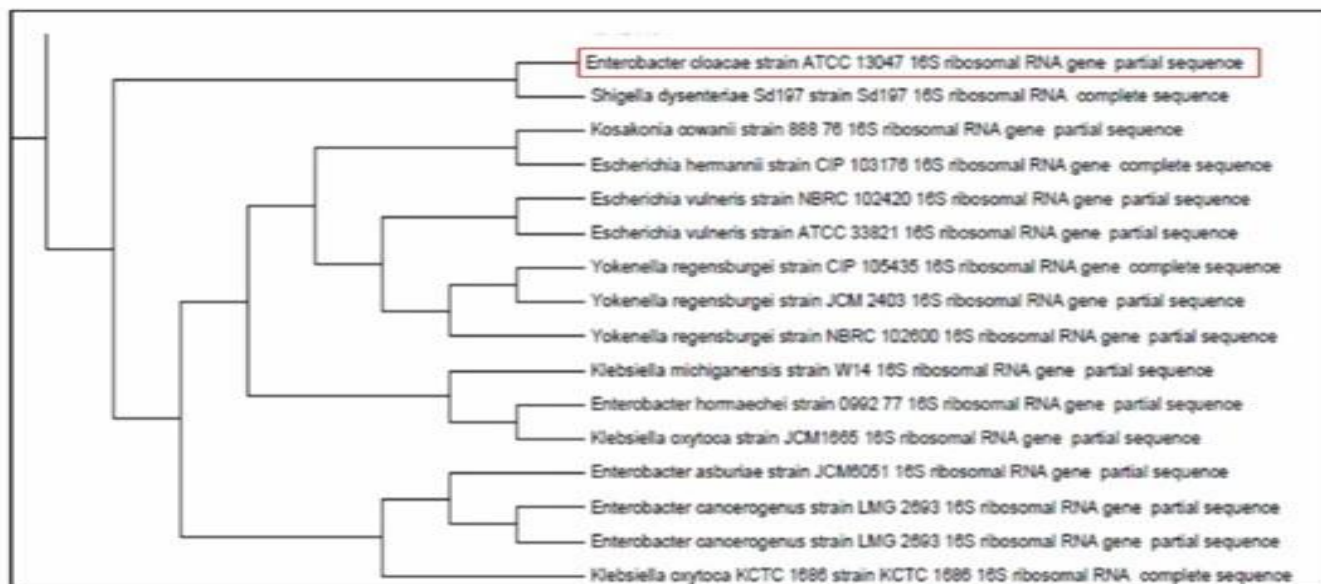 Enterobacter cloacae strain ATCC 13047 16S ribosomal RNA gene partial sequence
Shigella dysenteriae Sd197 strain Sd197 16S ribosomal RNA complete sequence
Kosakonia cowanii strain 888 76 16S ribosomal RNA gene partial sequence
Escherichia hermannii strain CIP 103176 16S ribosomal RNA gene complete sequence
Escherichia vulneris strain NBRC 102420 16S ribosomal RNA gene partial sequence
Escherichia vulneris strain ATCC 33821 16S ribosomal RNA gene partial sequence
Yokenella regensburgei strain CIP 105435 16S ribosomal RNA gene complete sequence
Yokenella regensburgei strain JCM 2403 16S ribosomal RNA gene partial sequence
Yokenella regensburgei strain NBRC 102600 16S ribosomal RNA gene partial sequence
Klebsiella michiganensis strain W14 16S ribosomal RNA gene partial sequence
Enterobacter hormaechei strain 0992 77 16S ribosomal RNA gene partial sequence
Klebsiella oxytoca strain JCM1665 16S ribosomal RNA gene partial sequence
Enterobacter asburiae strain JCM6051 16S ribosomal RNA gene partial sequence
Enterobacter cancerogenus strain LMG 2693 16S ribosomal RNA gene partial sequence
Enterobacter cancerogenus strain LMG 2693 16S ribosomal RNA gene partial sequence
Klebsiella oxytoca KCTC 1686 strain KCTC 1686 16S ribosomal RNA complete sequence